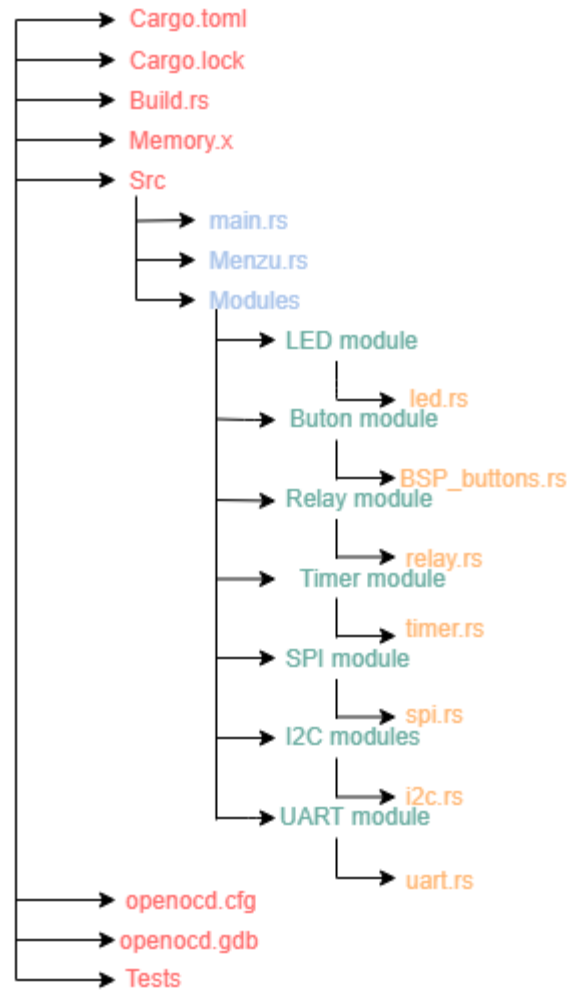 Cargo.toml
Cargo.lock
Build.rs
Memory.x
Src
main.rs
Menzu.rs
Modules
LED module
led.rs
Buton module
BSP_buttons.rs
Relay module
relay.rs
Timer module
timer.rs
SPI module
spi.rs
I2C modules
i2c.rs
UART module
uart.rs
openocd.cfg
openocd.gdb
Tests